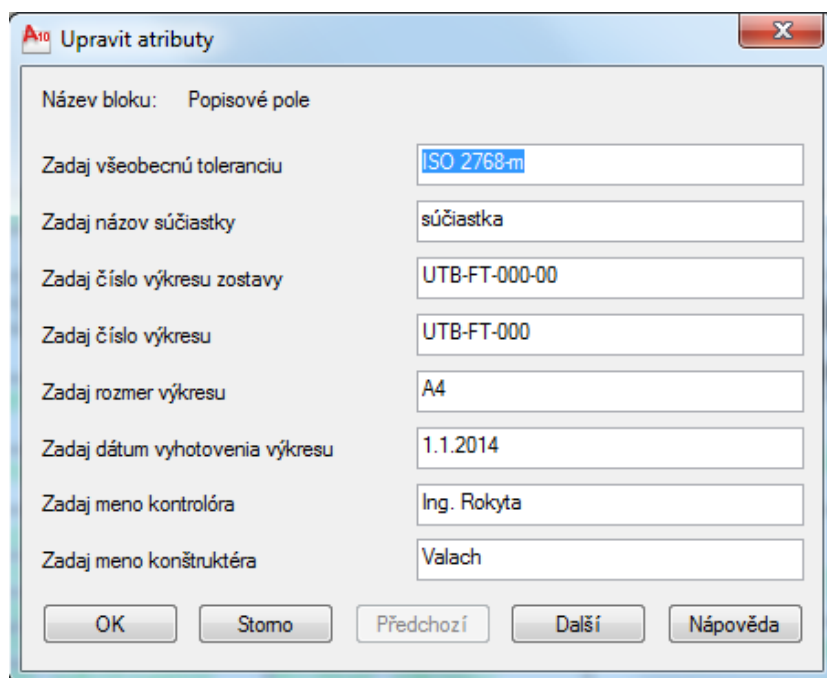 A10 Upravit atributy
Název bloku: Popisové pole
Zadaj všeobecnú toleranciu ISO 2768-m
Zadaj názov súčiastky súčiastka
Zadaj číslo výkresu zostavy UTB-FT-000-00
Zadaj číslo výkresu UTB-FT-000
Zadaj rozmer výkresu A4
Zadaj dátum vyhotovenia výkresu 1.1.2014
Zadaj meno kontrolóra Ing. Rokyta
Zadaj meno konštruktéra Valach
OK Storno Předchozí Další Nápověda